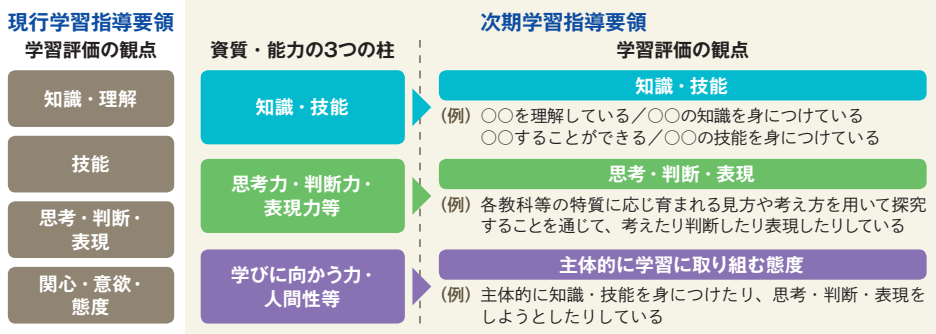 現行学習指導要領
学習評価の観点
知識・理解
技能
思考・判断・
表現
関心・意欲・
態度
次期学習指導要領
資質・能力の3つの柱
知識・技能
思考力・判断力・
表現力等
学びに向かう力・
人間性等
学習評価の観点
知識・技能
(例) ○○を理解している/○○の知識を身につけている
○○することができる/○○の技能を身につけている
思考・判断・表現
(例) 各教科等の特質に応じ育まれる見方や考え方を用いて探究
することを通じて、考えたり判断したり表現したりしている
主体的に学習に取り組む態度
(例) 主体的に知識・技能を身につけたり、思考・判断・表現を
しようとしたりしている